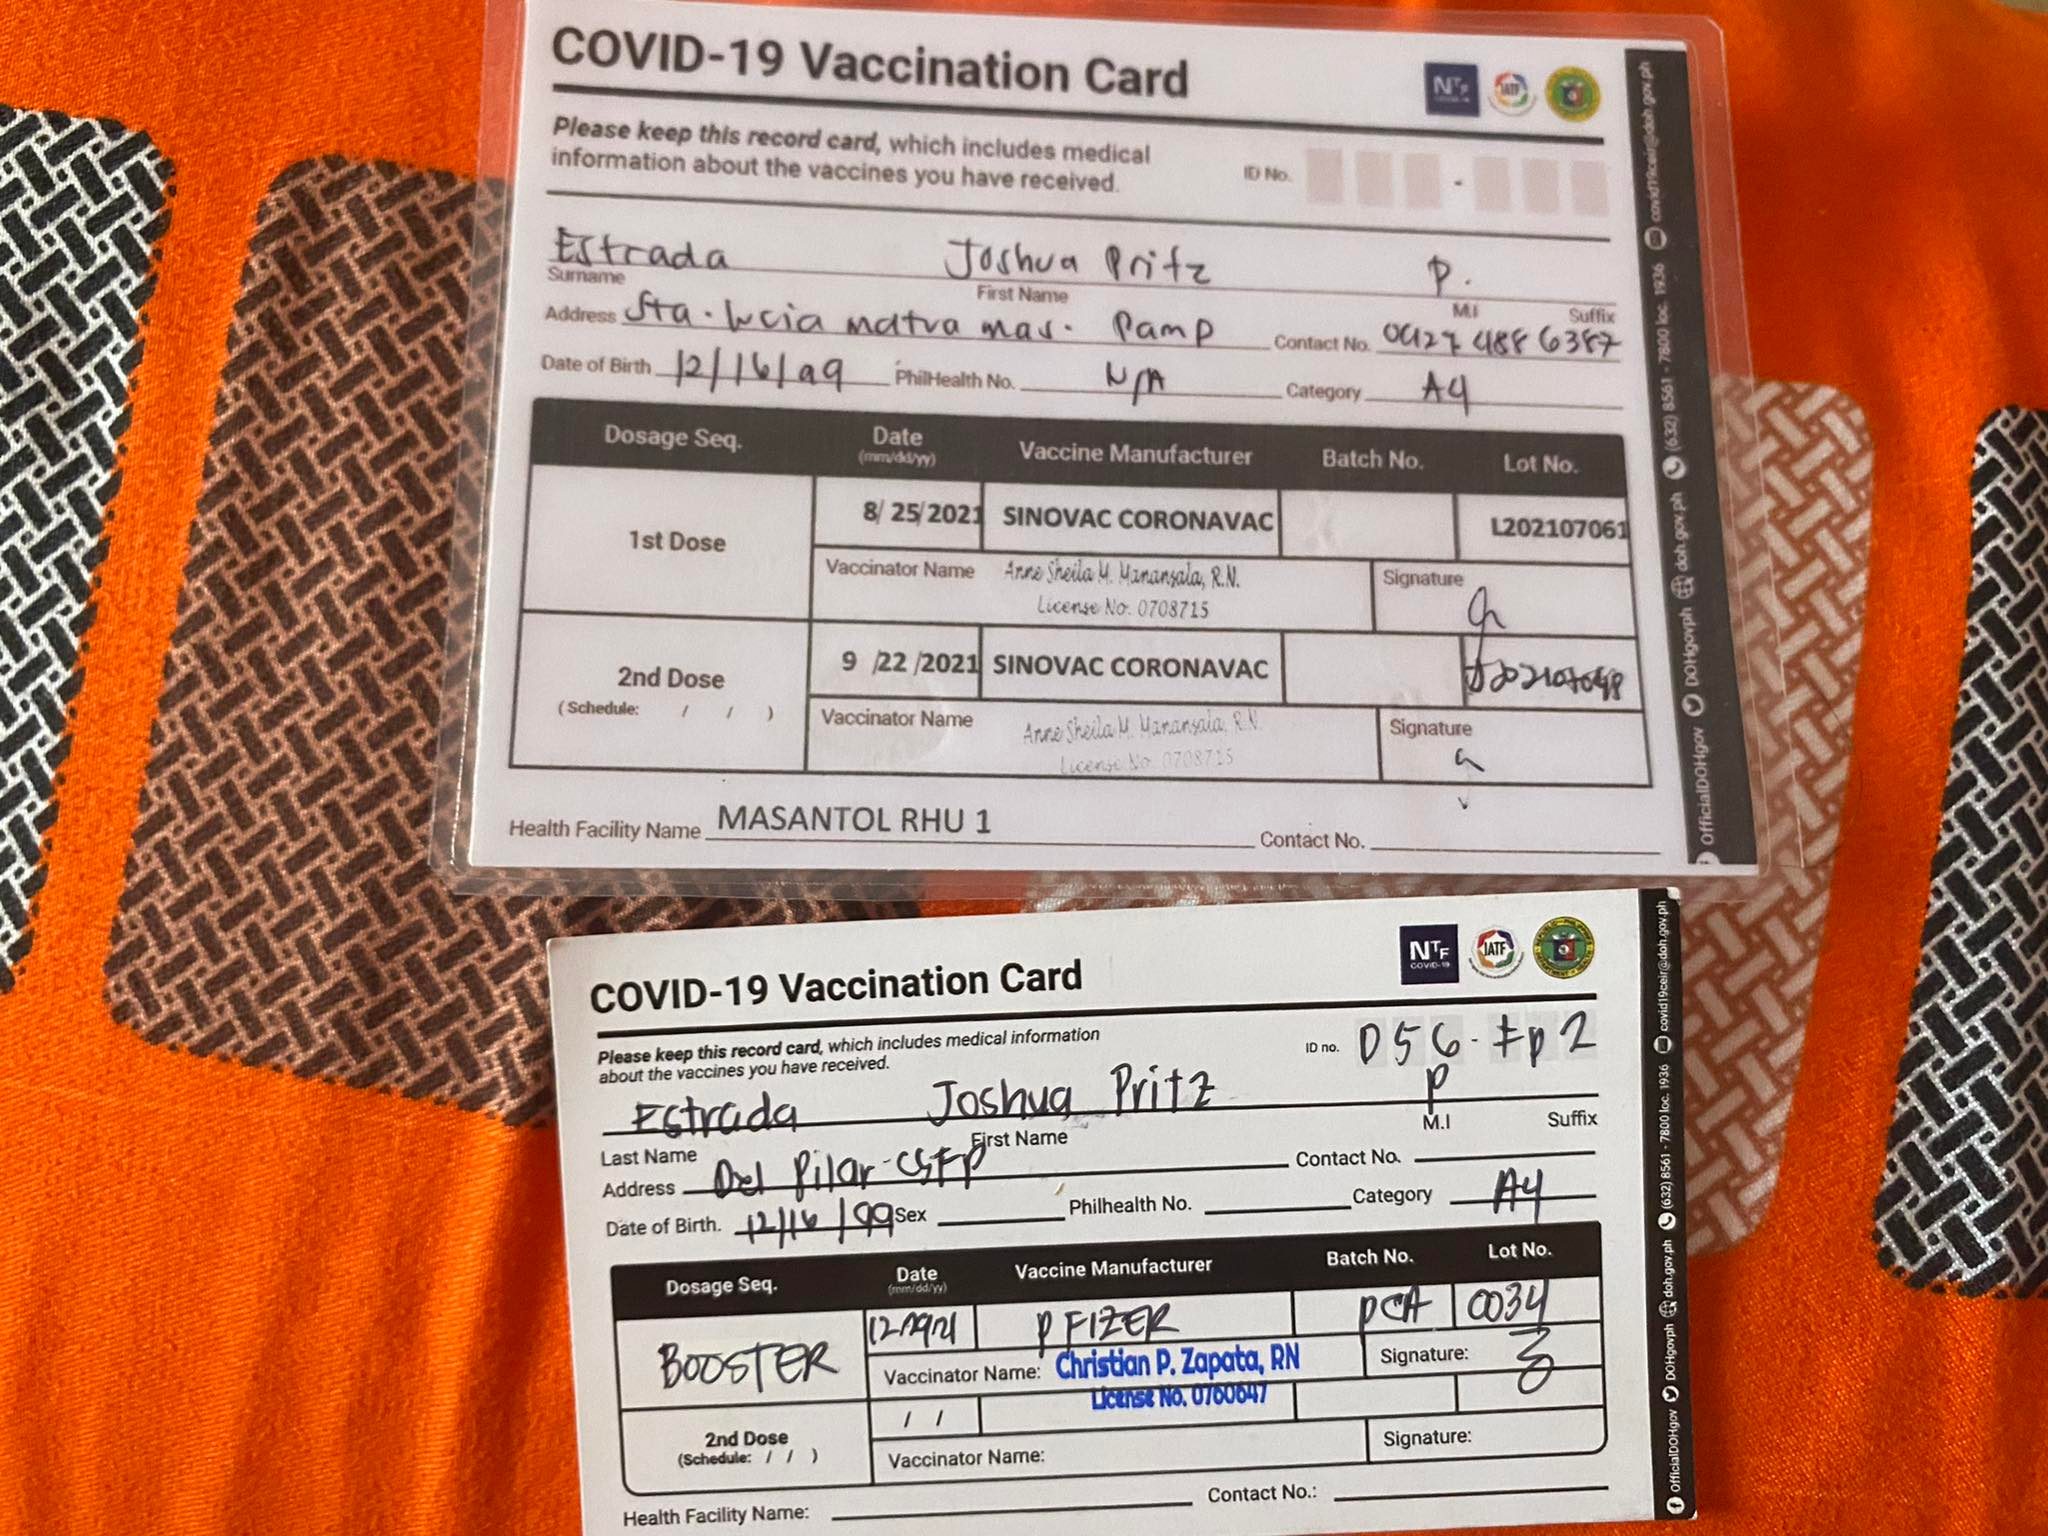 COVID-19 Vaccination Card
NTF IATF
Please keep this record card, which includes medical
information about the vaccines you have received.
ID No. -
Estrada Joshua Pritz P.
Surname First Name M.I Suffix
Address Sta. Lucia matua mas. Pamp Contact No. 0927 488 6387
Date of Birth 12/16/99 PhilHealth No. N/A Category A4
Dosage Seq. Date (mm/dd/yy) Vaccine Manufacturer Batch No. Lot No.
1st Dose 8/ 25/ 2021 SINOVAC CORONAVAC L202107061
Vaccinator Name Anne Sheila M. Manansala, R.N. Signature
License No. 0708715
2nd Dose 9 /22 /2021 SINOVAC CORONAVAC
(Schedule: / / )
Vaccinator Name Anne Sheila M. Manansala, R.N. Signature
License No. 0708715
Health Facility Name MASANTOL RHU 1 Contact No.
OfficialDOHgov DOHgovph doh.gov.ph (632) 8561 - 7800 loc. 1936 covid19ceir@doh.gov.ph
COVID-19 Vaccination Card
NTF COVID-19 IATF
Please keep this record card, which includes medical information
about the vaccines you have received.
ID no. D56-FP2
Estrada Joshua Pritz P
Last Name First Name M.I Suffix
Address Del Pilar-CSFP Contact No.
Date of Birth. 12/16/99 Sex Philhealth No. Category A4
Dosage Seq. Date (mm/dd/yy) Vaccine Manufacturer Batch No. Lot No.
BOOSTER 12/29/21 PFIZER PCA 0034
Vaccinator Name: Christian P. Zapata, RN Signature:
License No. 0760647
/ /
2nd Dose
(Schedule: / / )
Vaccinator Name: Signature:
Health Facility Name: Contact No.:
OfficialDOHgov DOHgovph doh.gov.ph (632) 8561 - 7800 loc. 1936 covid19ceir@doh.gov.ph